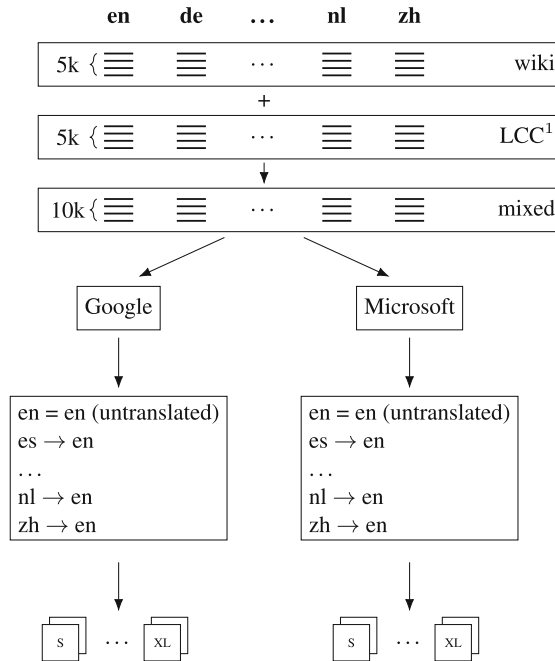 en de ... nl zh
5k { ... wiki
+
5k { ... LCC¹
10k { ... mixed
Google Microsoft
en = en (untranslated)
es → en
...
nl → en
zh → en
en = en (untranslated)
es → en
...
nl → en
zh → en
S ... XL
S ... XL